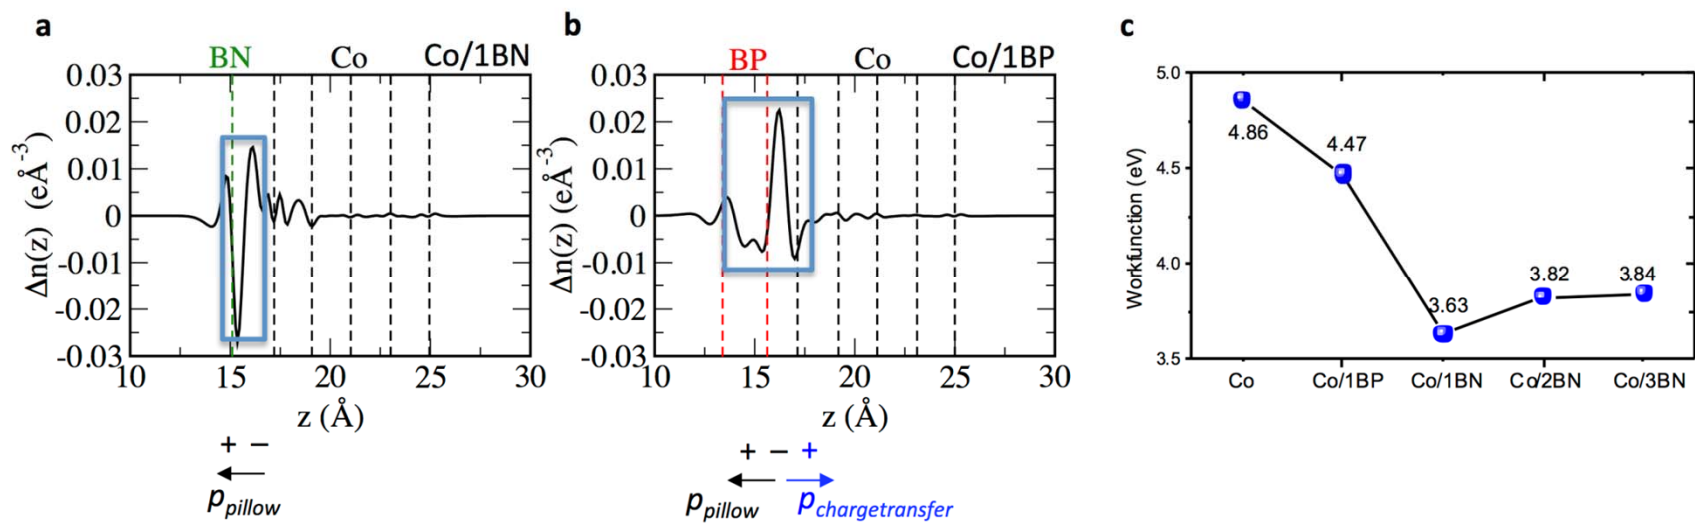 a
BN Co Co/1BN
0.03
0.02
0.01
0
-0.01
-0.02
-0.03
Δn(z) (eÅ⁻³)
10 15 20 25 30
z (Å)
+ −
p_pillow
b
BP Co Co/1BP
0.03
0.02
0.01
0
-0.01
-0.02
-0.03
Δn(z) (eÅ⁻³)
10 15 20 25 30
z (Å)
+ − +
p_pillow p_chargetransfer
c
5.0
4.5
4.0
3.5
Workfunction (eV)
4.86
4.47
3.63
3.82
3.84
Co Co/1BP Co/1BN Co/2BN Co/3BN